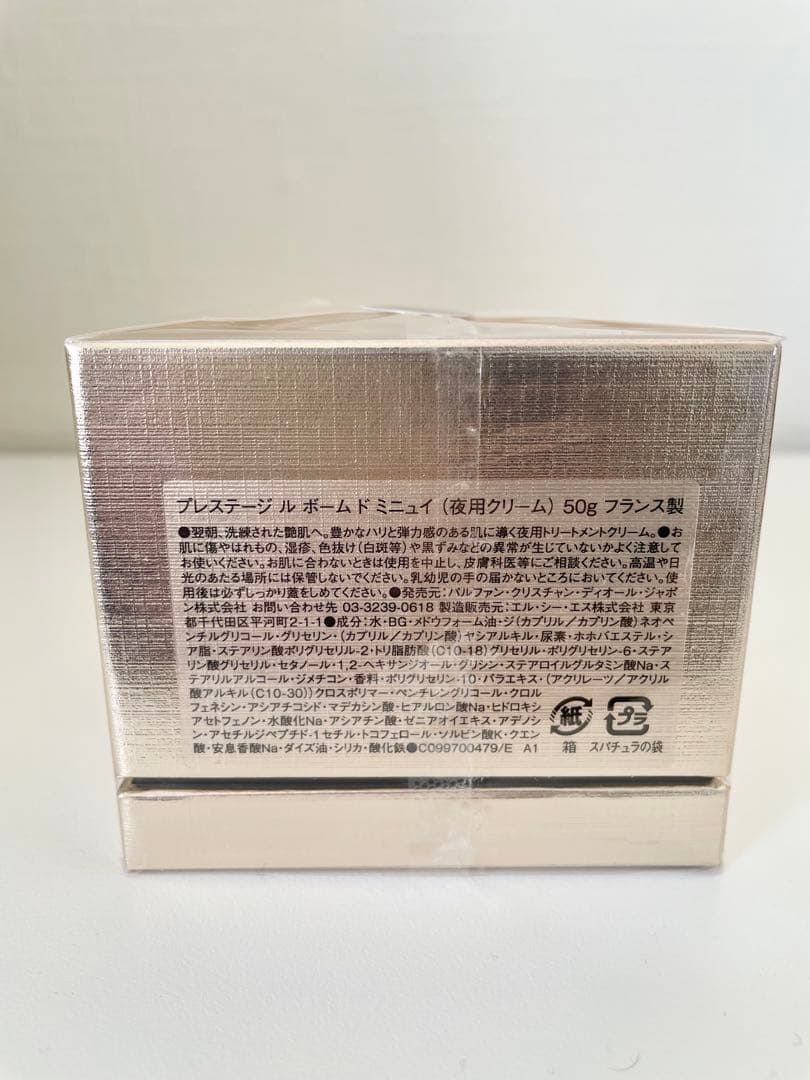 プレステージ ル ボーム ド ミニュイ（夜用クリーム）50g フランス製
●翌朝、洗練された艶肌へ。豊かなハリと弾力感のある肌に導く夜用トリートメントクリーム。●お
肌に傷やはれもの、湿疹、色抜け（白斑等）や黒ずみなどの異常が生じていないかよく注意して
お使いください。お肌に合わないときは使用を中止し、皮膚科医等にご相談ください。高温や日
光のあたる場所には保管しないでください。乳幼児の手の届かないところにおいてください。使
用後は必ずしっかり蓋をしめてください。●発売元：パルファン・クリスチャン・ディオール・ジャポ
ン株式会社 お問い合わせ先 03-3239-0618 製造販売元：エル・シー・エス株式会社 東京
都千代田区平河町2-1-1●成分：水・BG・メドウフォーム油・ジ（カプリル／カプリン酸）ネオペ
ンチルグリコール・グリセリン・（カプリル／カプリン酸）ヤシアルキル・尿素・ホホバエステル・シ
ア脂・ステアリン酸ポリグリセリル-2・トリ脂肪酸（C10-18）グリセリル・ポリグリセリン-6・ステア
リン酸グリセリル・セタノール・1,2-ヘキサンジオール・グリシン・ステアロイルグルタミン酸Na・ス
テアリルアルコール・ジメチコン・香料・ポリグリセリン-10・バラエキス・（アクリレーツ／アクリル
酸アルキル（C10-30））クロスポリマー・ペンチレングリコール・クロル
フェネシン・アシアチコシド・マデカシン酸・ヒアルロン酸Na・ヒドロキシ
アセトフェノン・水酸化Na・アシアチン酸・ゼニアオイエキス・アデノシ
ン・アセチルジペプチド-1セチル・トコフェロール・ソルビン酸K・クエン
酸・安息香酸Na・ダイズ油・シリカ・酸化鉄●C099700479/E A1
紙 プラ
箱 スパチュラの袋